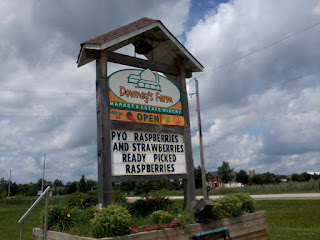 Downey's Farm
MARKET & ESTATE WINERY
OPEN
PYO RASPBERRIES
AND STRAWBERRIES
READY PICKED
RASPBERRIES